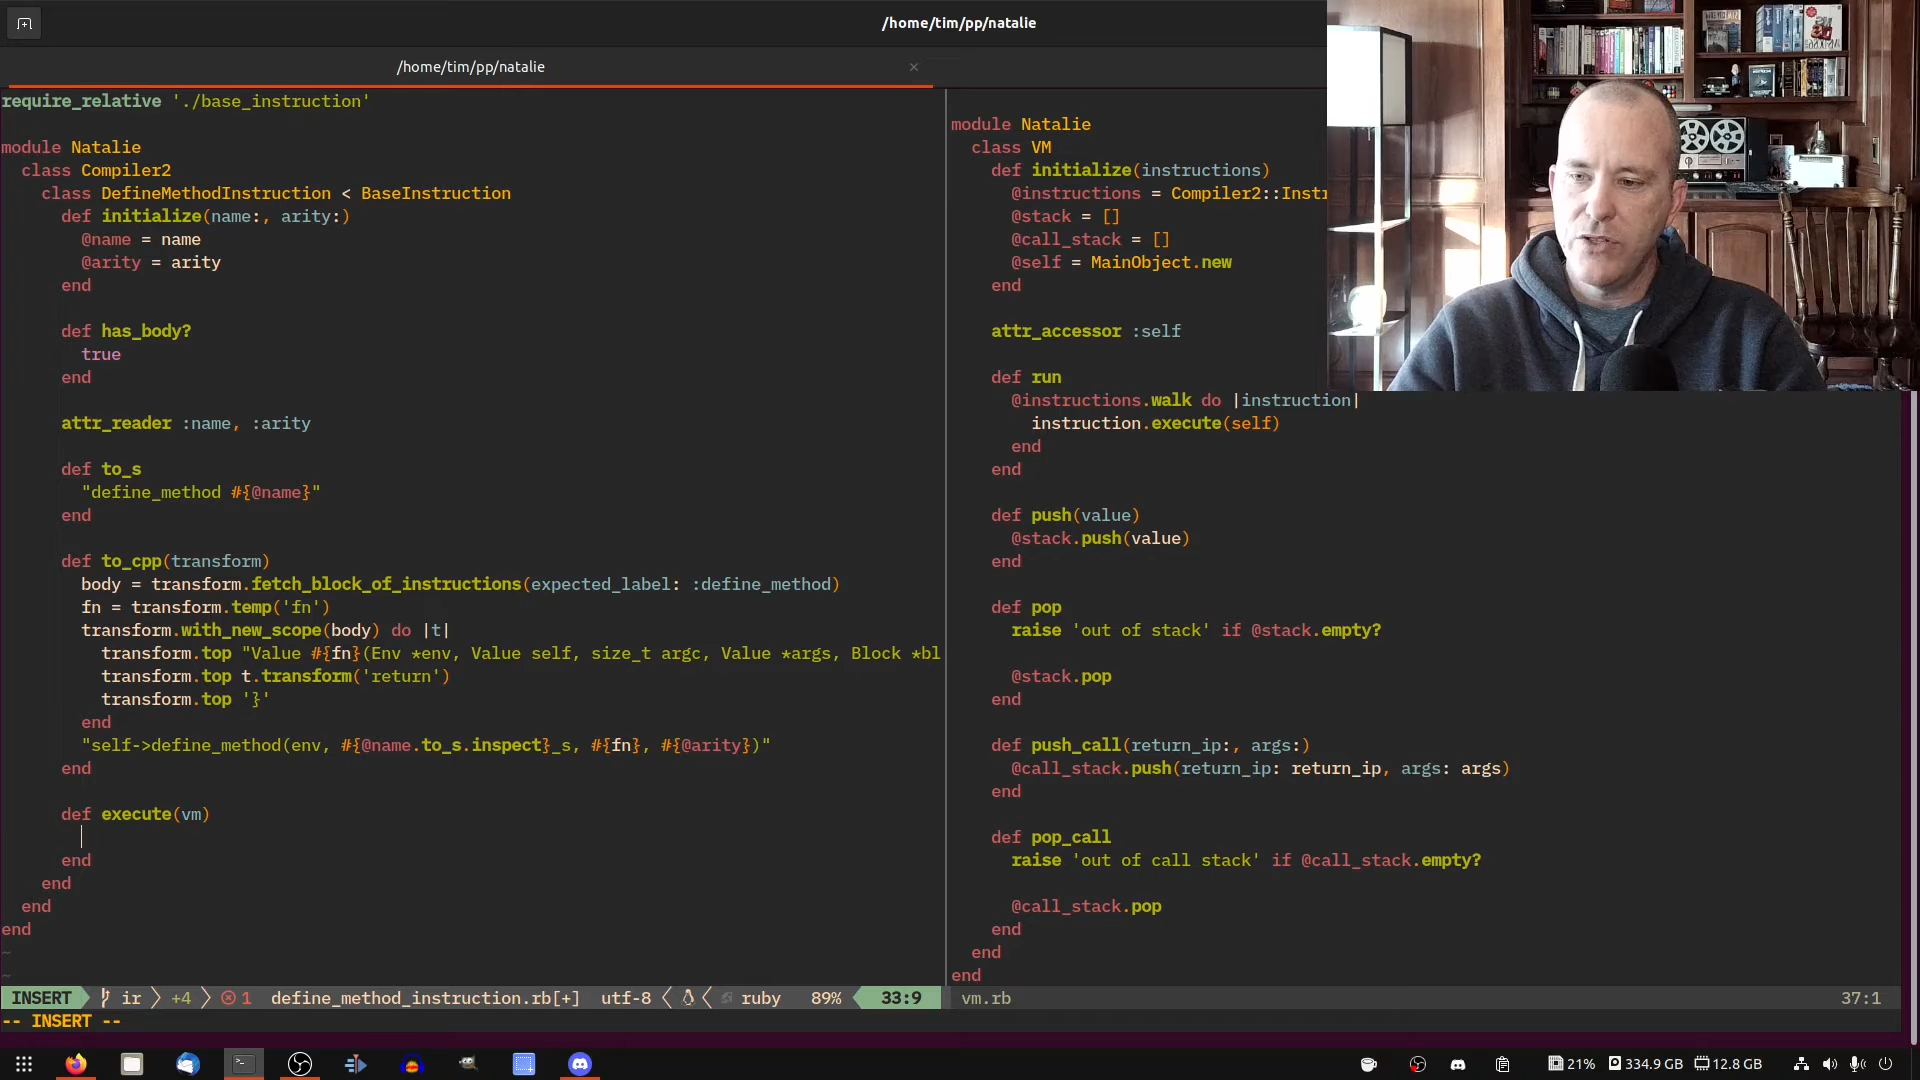 /home/tim/pp/natalie
/home/tim/pp/natalie ×
require_relative './base_instruction'
module Natalie
class Compiler2
class DefineMethodInstruction < BaseInstruction
def initialize(name:, arity:)
@name = name
@arity = arity
end
def has_body?
true
end
attr_reader :name, :arity
def to_s
"define_method #{@name}"
end
def to_cpp(transform)
body = transform.fetch_block_of_instructions(expected_label: :define_method)
fn = transform.temp('fn')
transform.with_new_scope(body) do |t|
transform.top "Value #{fn}(Env *env, Value self, size_t argc, Value *args, Block *bl
transform.top t.transform('return')
transform.top '}'
end
"self->define_method(env, #{@name.to_s.inspect}_s, #{fn}, #{@arity})"
end
def execute(vm)
end
end
end
end
~
~
INSERT ir +4 1 define_method_instruction.rb[+] utf-8 ruby 89% 33:9
-- INSERT --
module Natalie
class VM
def initialize(instructions)
@instructions = Compiler2::Instr
@stack = []
@call_stack = []
@self = MainObject.new
end
attr_accessor :self
def run
@instructions.walk do |instruction|
instruction.execute(self)
end
end
def push(value)
@stack.push(value)
end
def pop
raise 'out of stack' if @stack.empty?
@stack.pop
end
def push_call(return_ip:, args:)
@call_stack.push(return_ip: return_ip, args: args)
end
def pop_call
raise 'out of call stack' if @call_stack.empty?
@call_stack.pop
end
end
end
vm.rb 37:1
21% 334.9 GB 12.8 GB